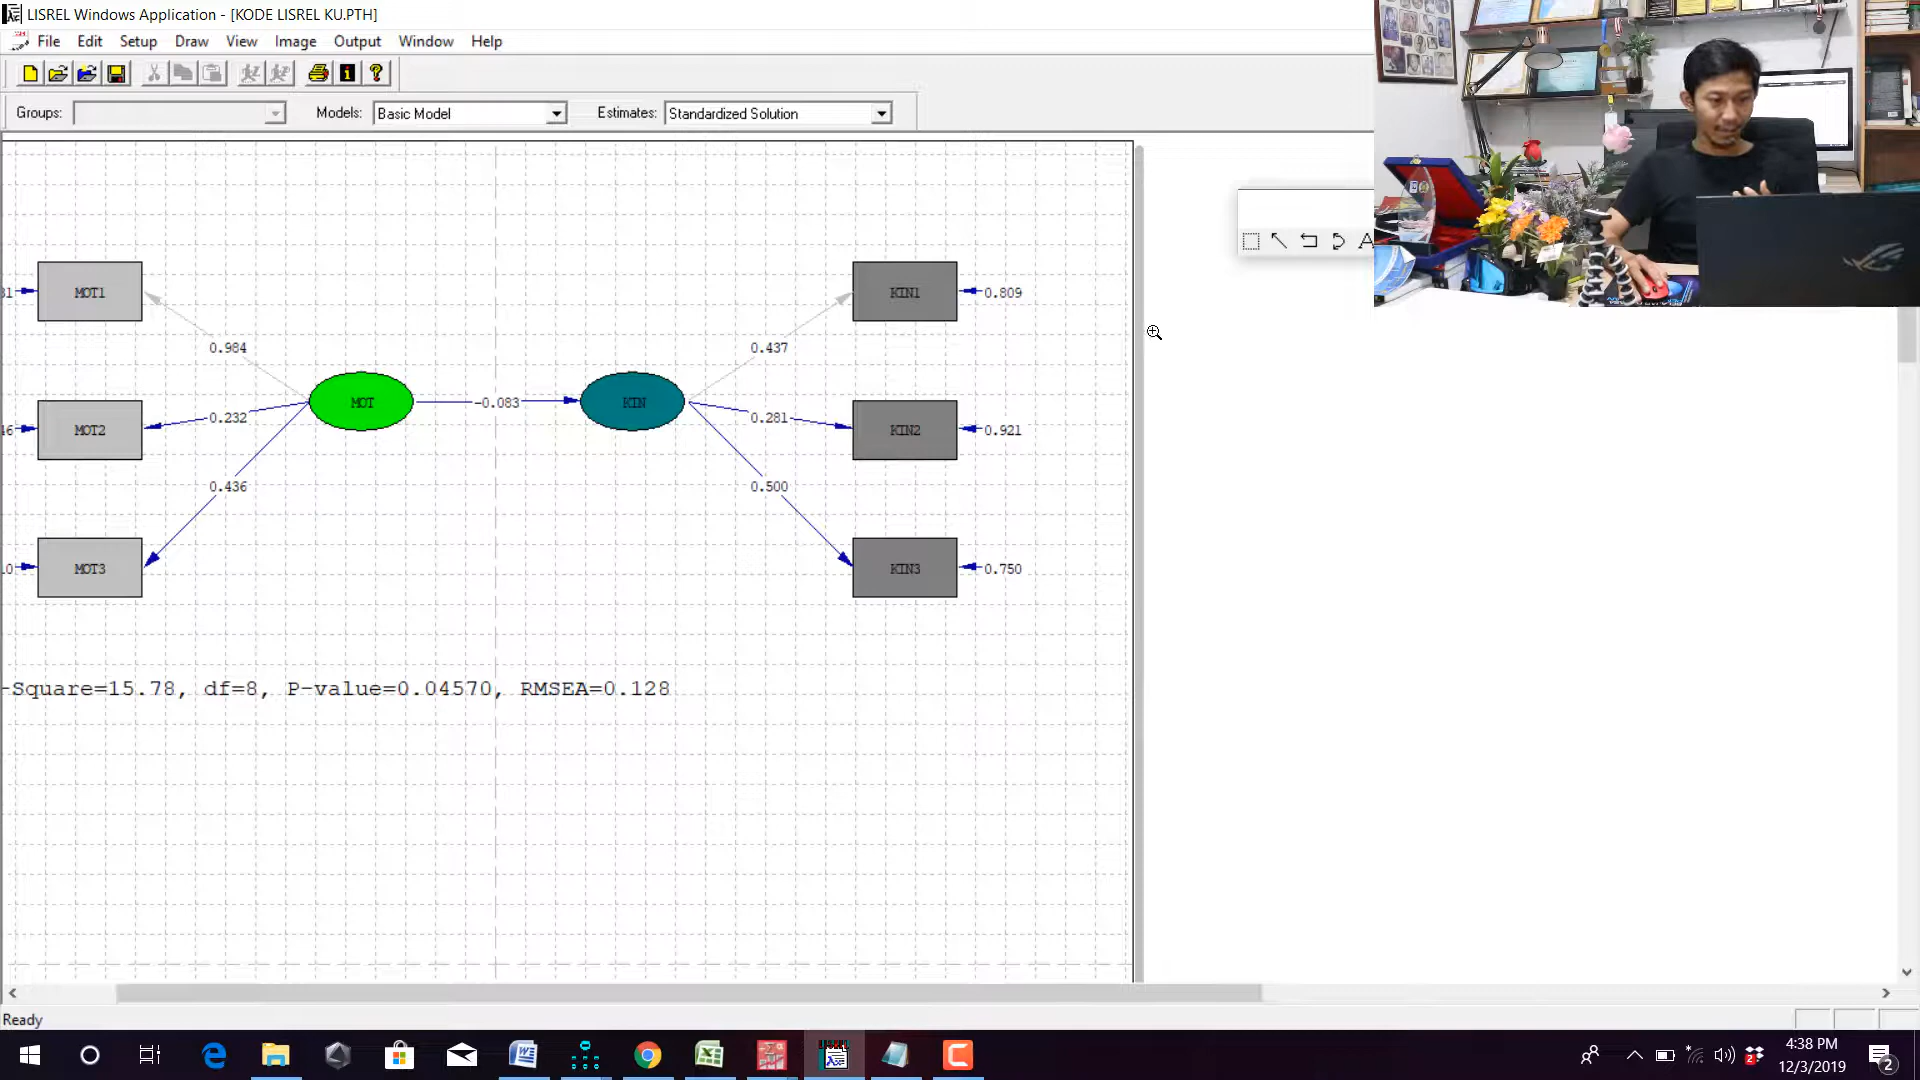 LISREL Windows Application - [KODE LISREL KU.PTH]
File Edit Setup Draw View Image Output Window Help
Groups: Models: Basic Model Estimates: Standardized Solution
MOT1 KIN1 0.809
0.984 0.437
MOT KIN
-0.083
MOT2 0.232 0.281 KIN2 0.921
0.436 0.500
MOT3 KIN3 0.750
-Square=15.78, df=8, P-value=0.04570, RMSEA=0.128
Ready
4:38 PM
12/3/2019
2